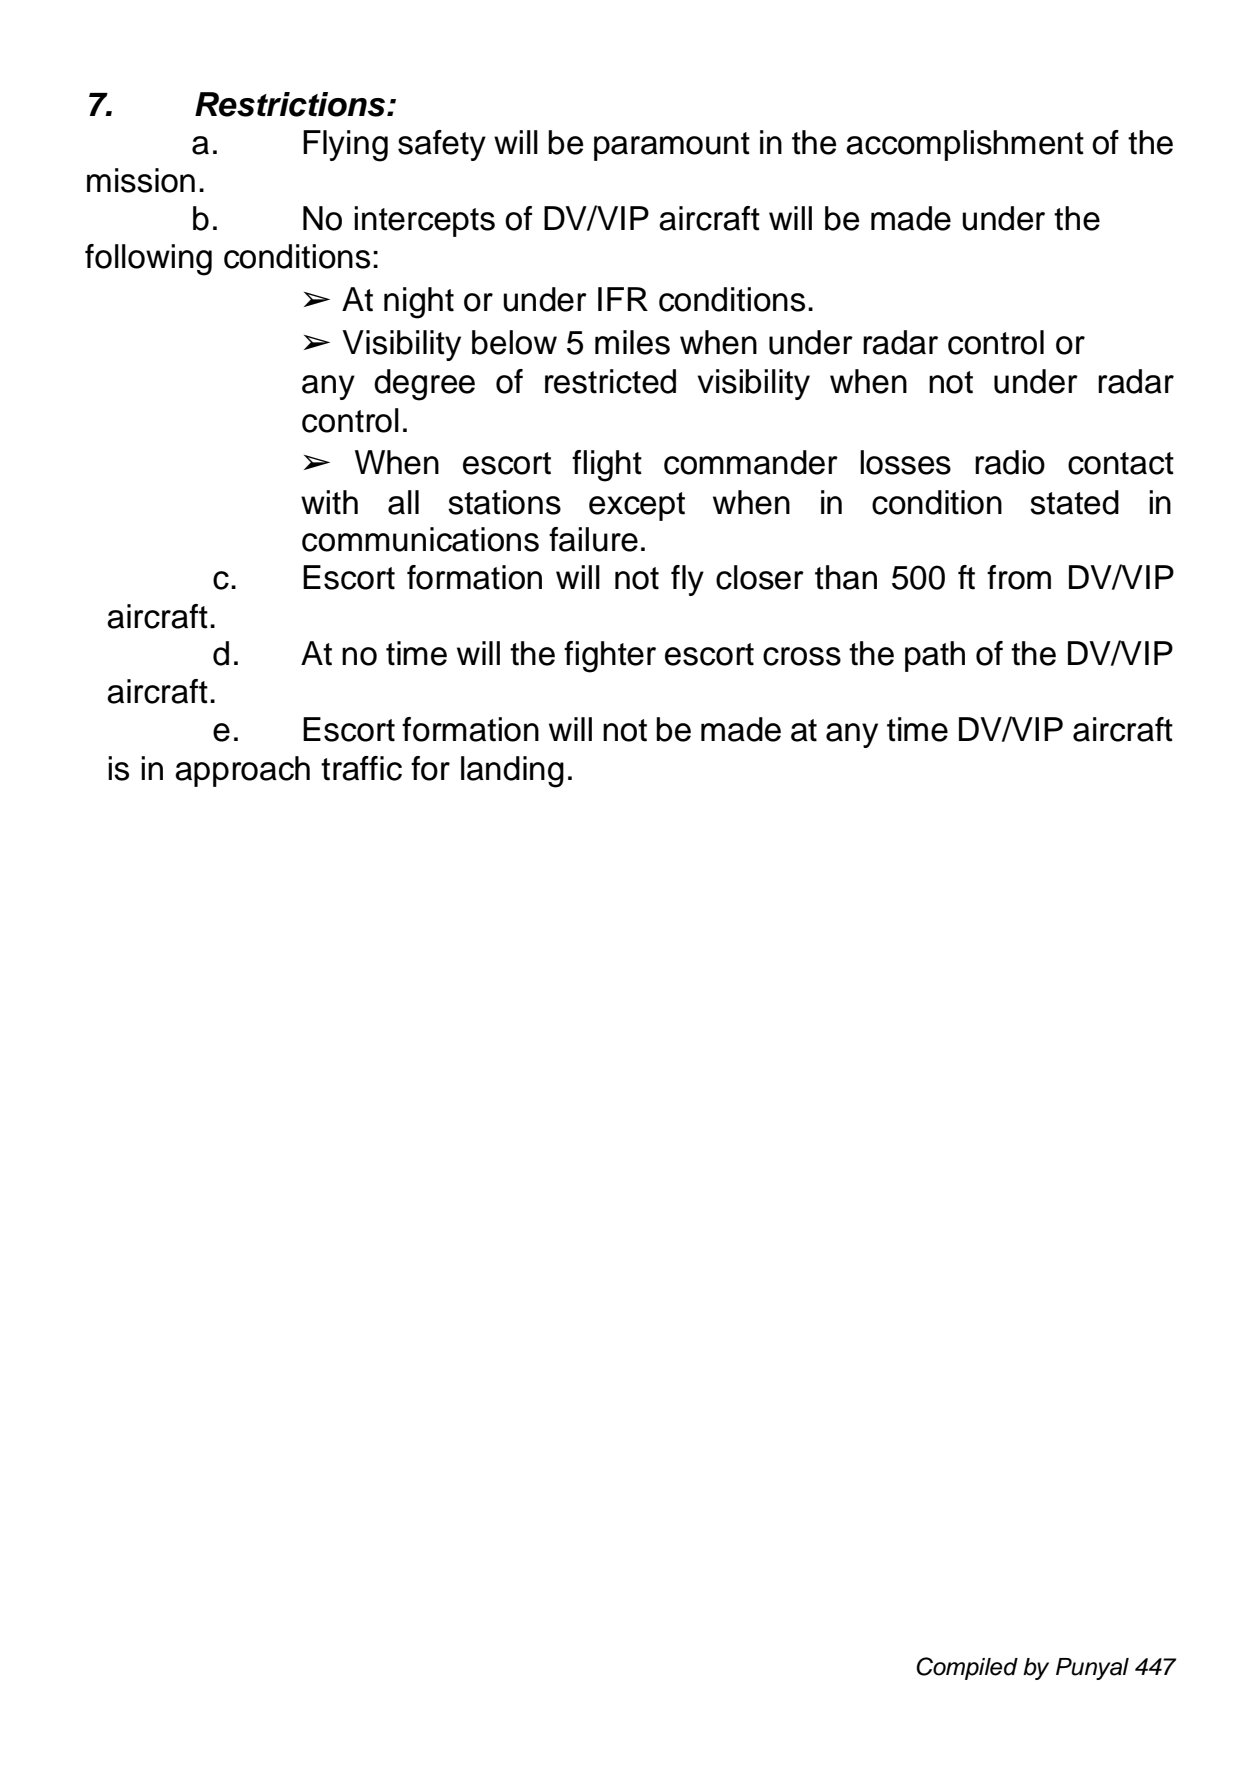 7. Restrictions:
a. Flying safety will be paramount in the accomplishment of the
mission.
b. No intercepts of DV/VIP aircraft will be made under the
following conditions:
➢ At night or under IFR conditions.
➢ Visibility below 5 miles when under radar control or
any degree of restricted visibility when not under radar
control.
➢ When escort flight commander losses radio contact
with all stations except when in condition stated in
communications failure.
c. Escort formation will not fly closer than 500 ft from DV/VIP
aircraft.
d. At no time will the fighter escort cross the path of the DV/VIP
aircraft.
e. Escort formation will not be made at any time DV/VIP aircraft
is in approach traffic for landing.
Compiled by Punyal 447